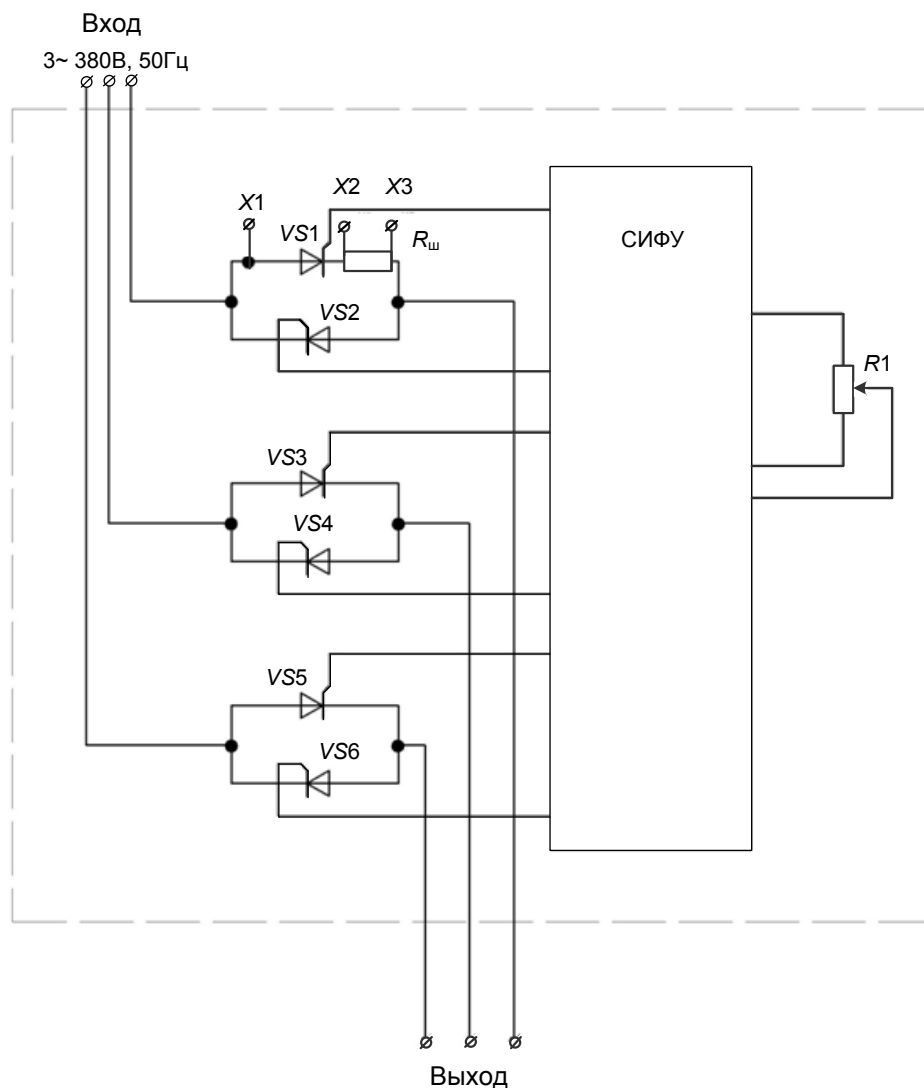 Вход
3~ 380В, 50Гц
X1
VS1
X2
X3
Rш
СИФУ
VS2
R1
VS3
VS4
VS5
VS6
Выход